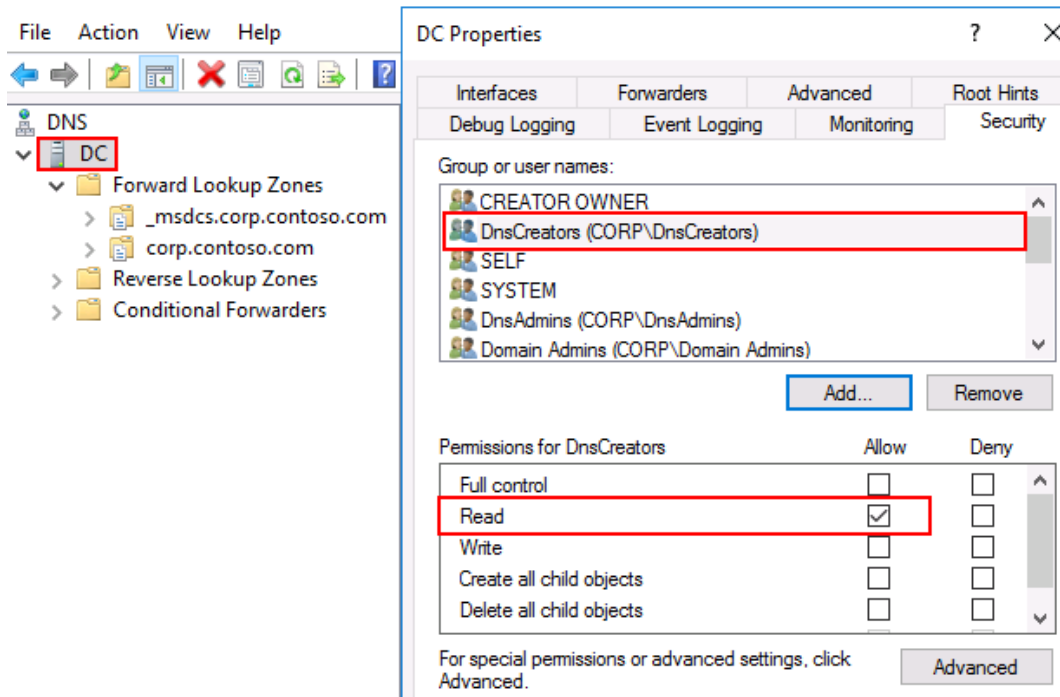 File Action View Help
DNS
DC
Forward Lookup Zones
_msdcs.corp.contoso.com
corp.contoso.com
Reverse Lookup Zones
Conditional Forwarders
DC Properties ?
Interfaces Forwarders Advanced Root Hints
Debug Logging Event Logging Monitoring Security
Group or user names:
CREATOR OWNER
DnsCreators (CORP\DnsCreators)
SELF
SYSTEM
DnsAdmins (CORP\DnsAdmins)
Domain Admins (CORP\Domain Admins)
Add... Remove
Permissions for DnsCreators Allow Deny
Full control
Read
Write
Create all child objects
Delete all child objects
For special permissions or advanced settings, click
Advanced.
Advanced